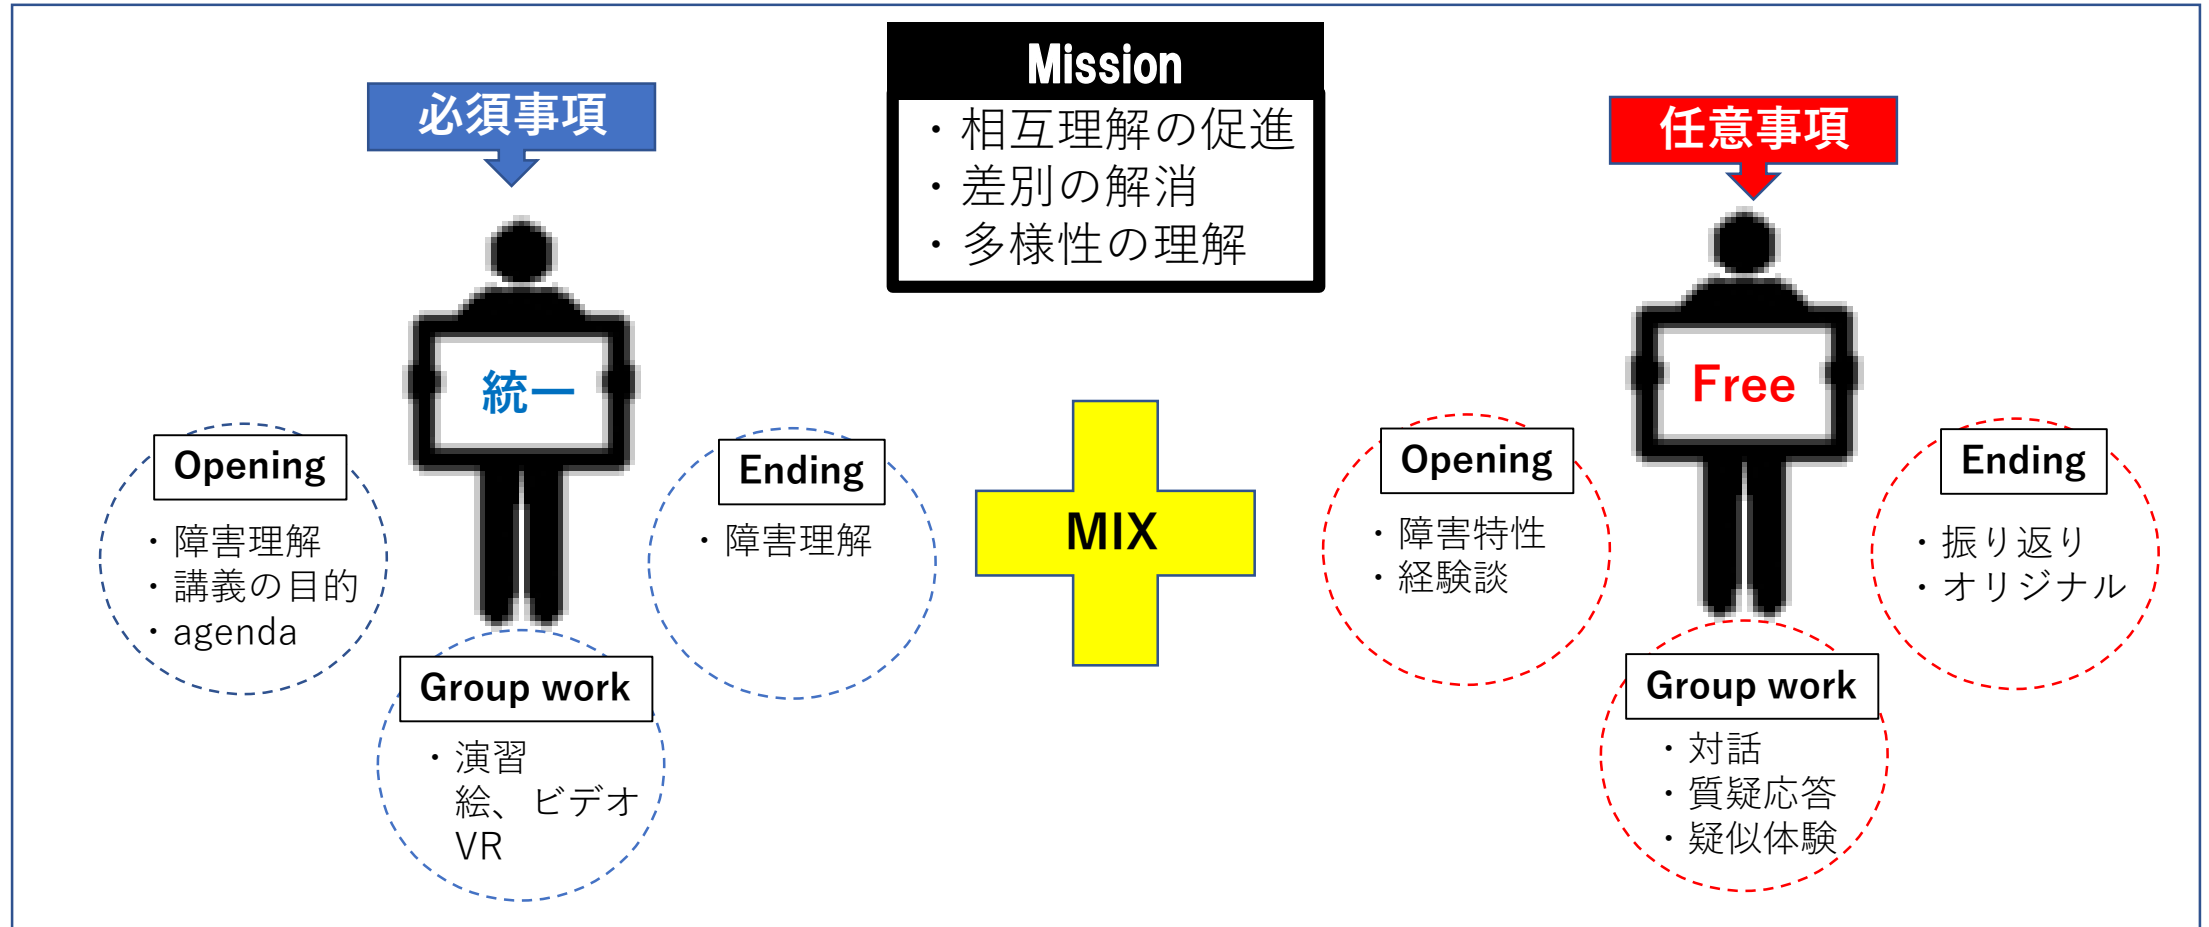 Mission
・相互理解の促進
・差別の解消
・多様性の理解
必須事項
統一
Opening
・障害理解
・講義の目的
・agenda
Group work
・演習
絵、ビデオ
VR
Ending
・障害理解
MIX
任意事項
Free
Opening
・障害特性
・経験談
Group work
・対話
・質疑応答
・疑似体験
Ending
・振り返り
・オリジナル